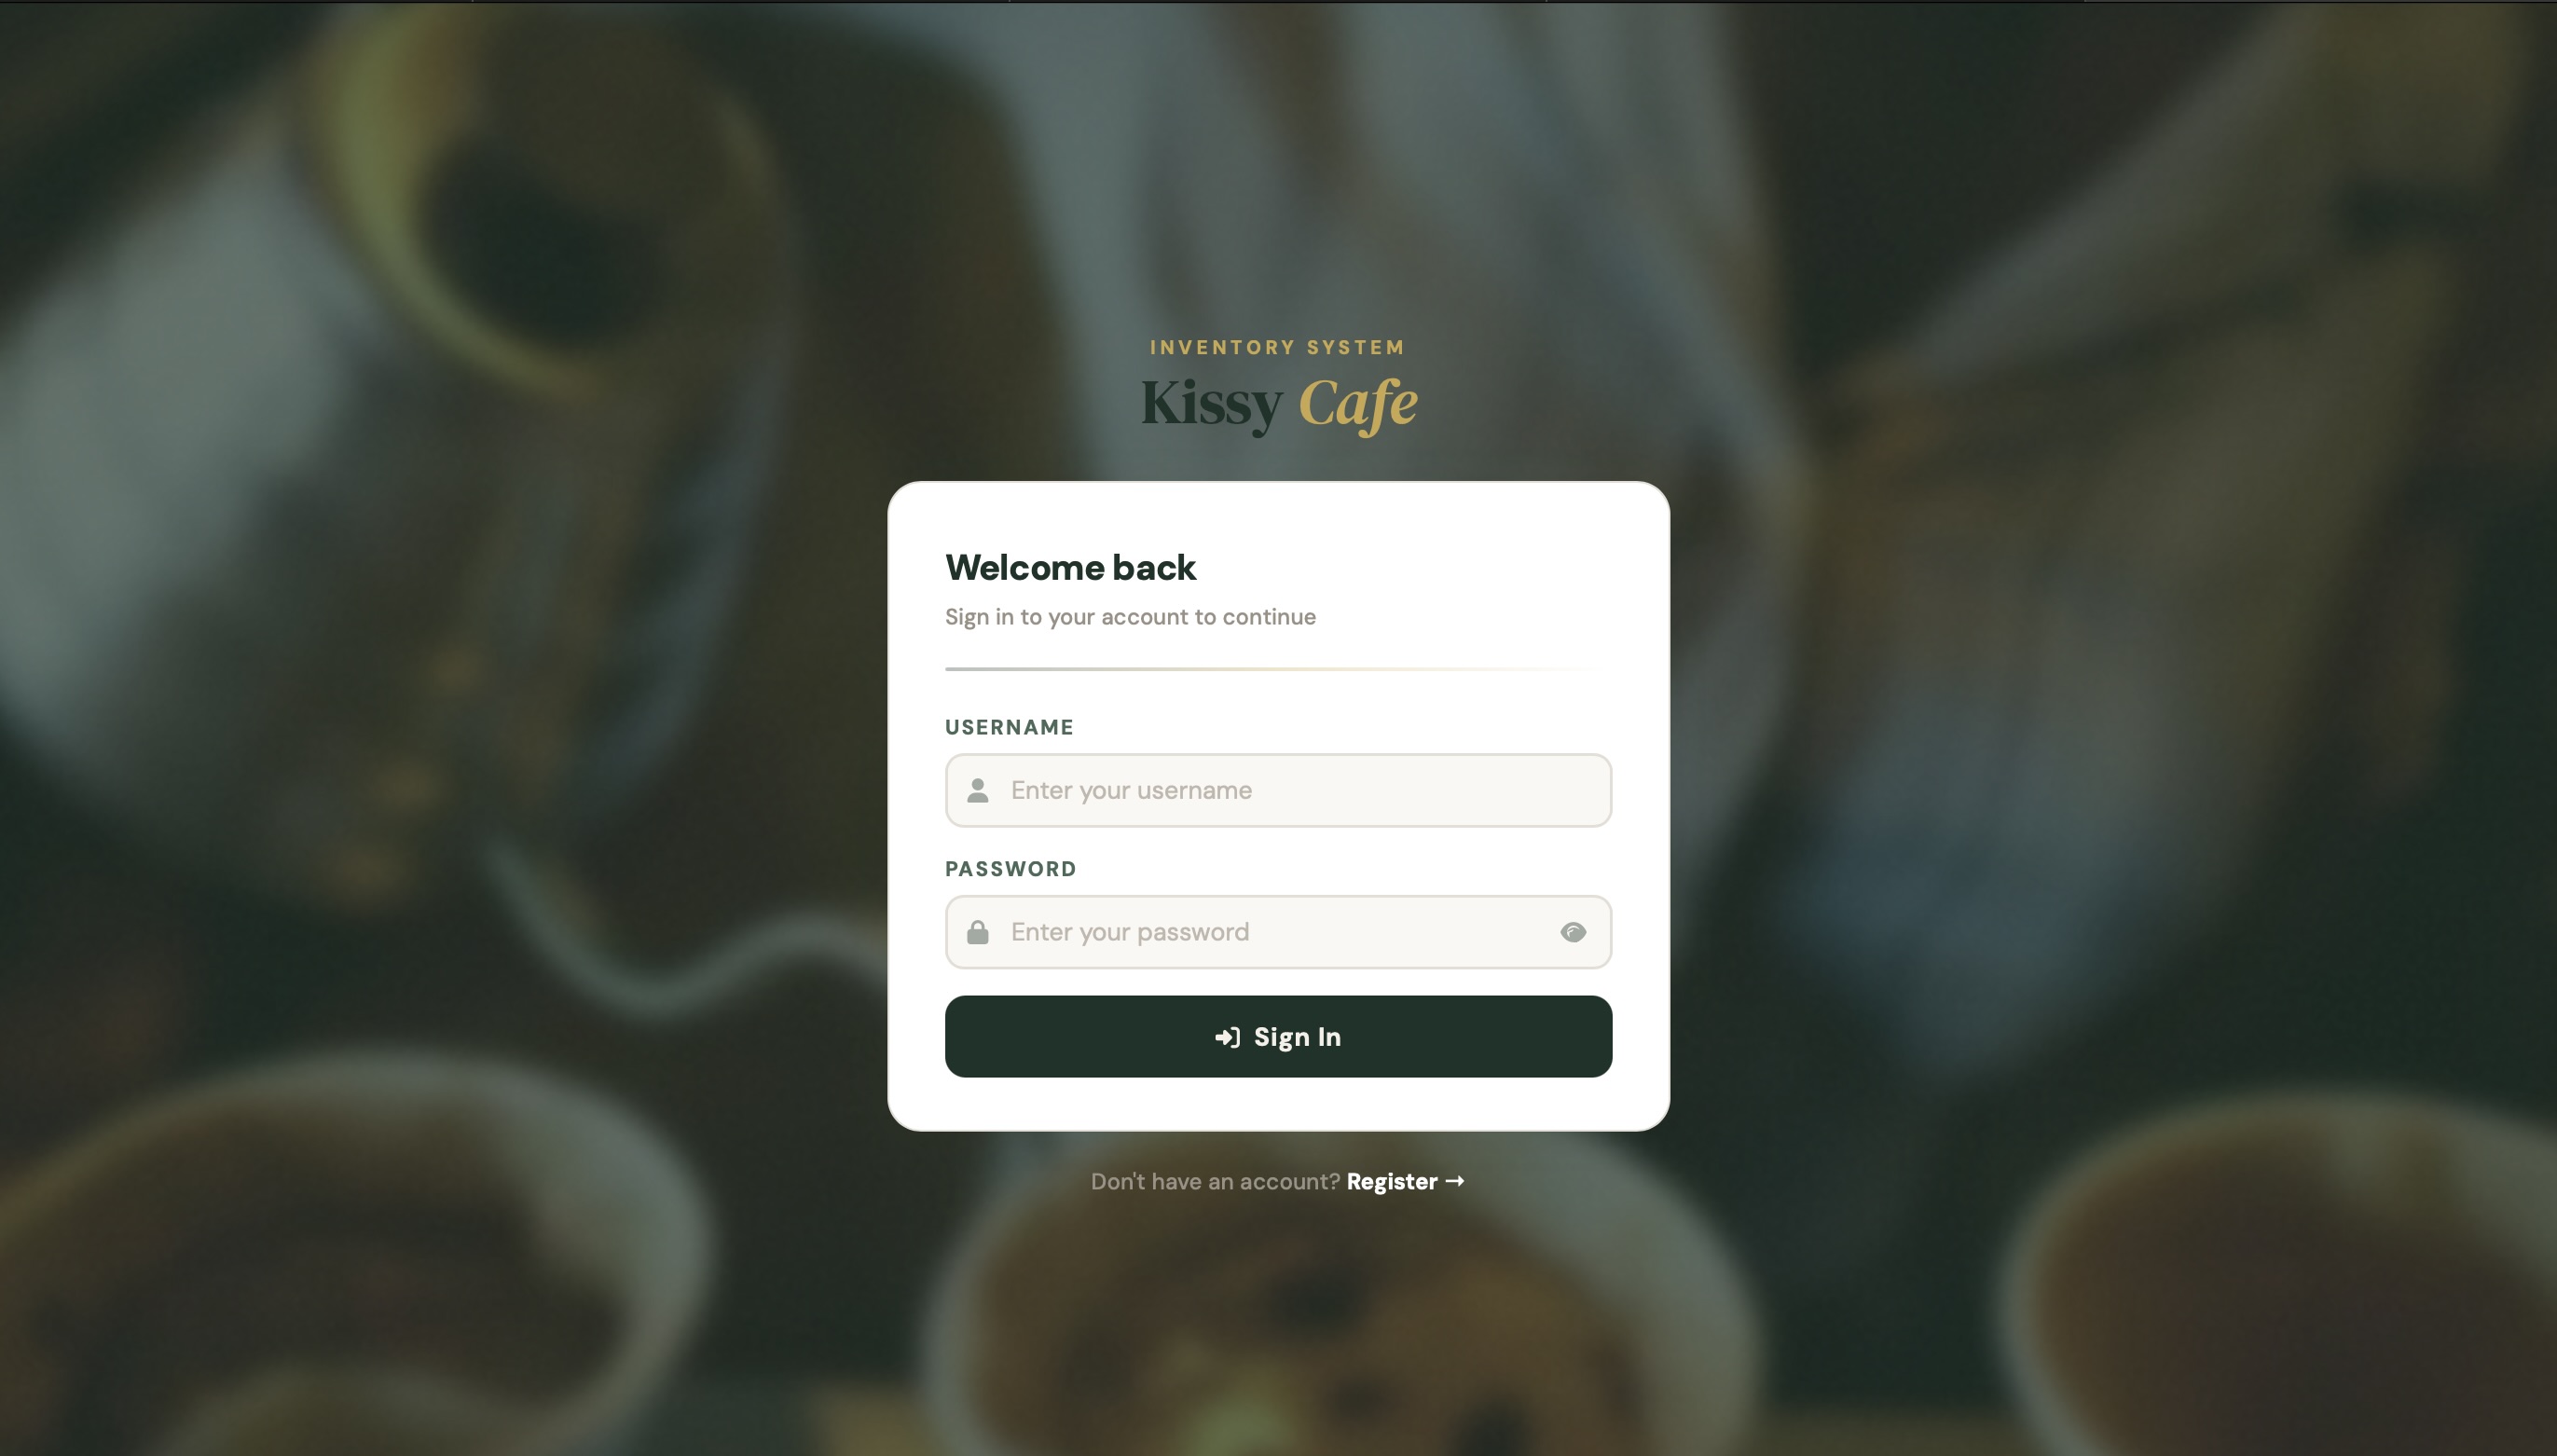 INVENTORY SYSTEM
Kissy Cafe
Welcome back
Sign in to your account to continue
USERNAME
Enter your username
PASSWORD
Enter your password
Sign In
Don't have an account? Register →